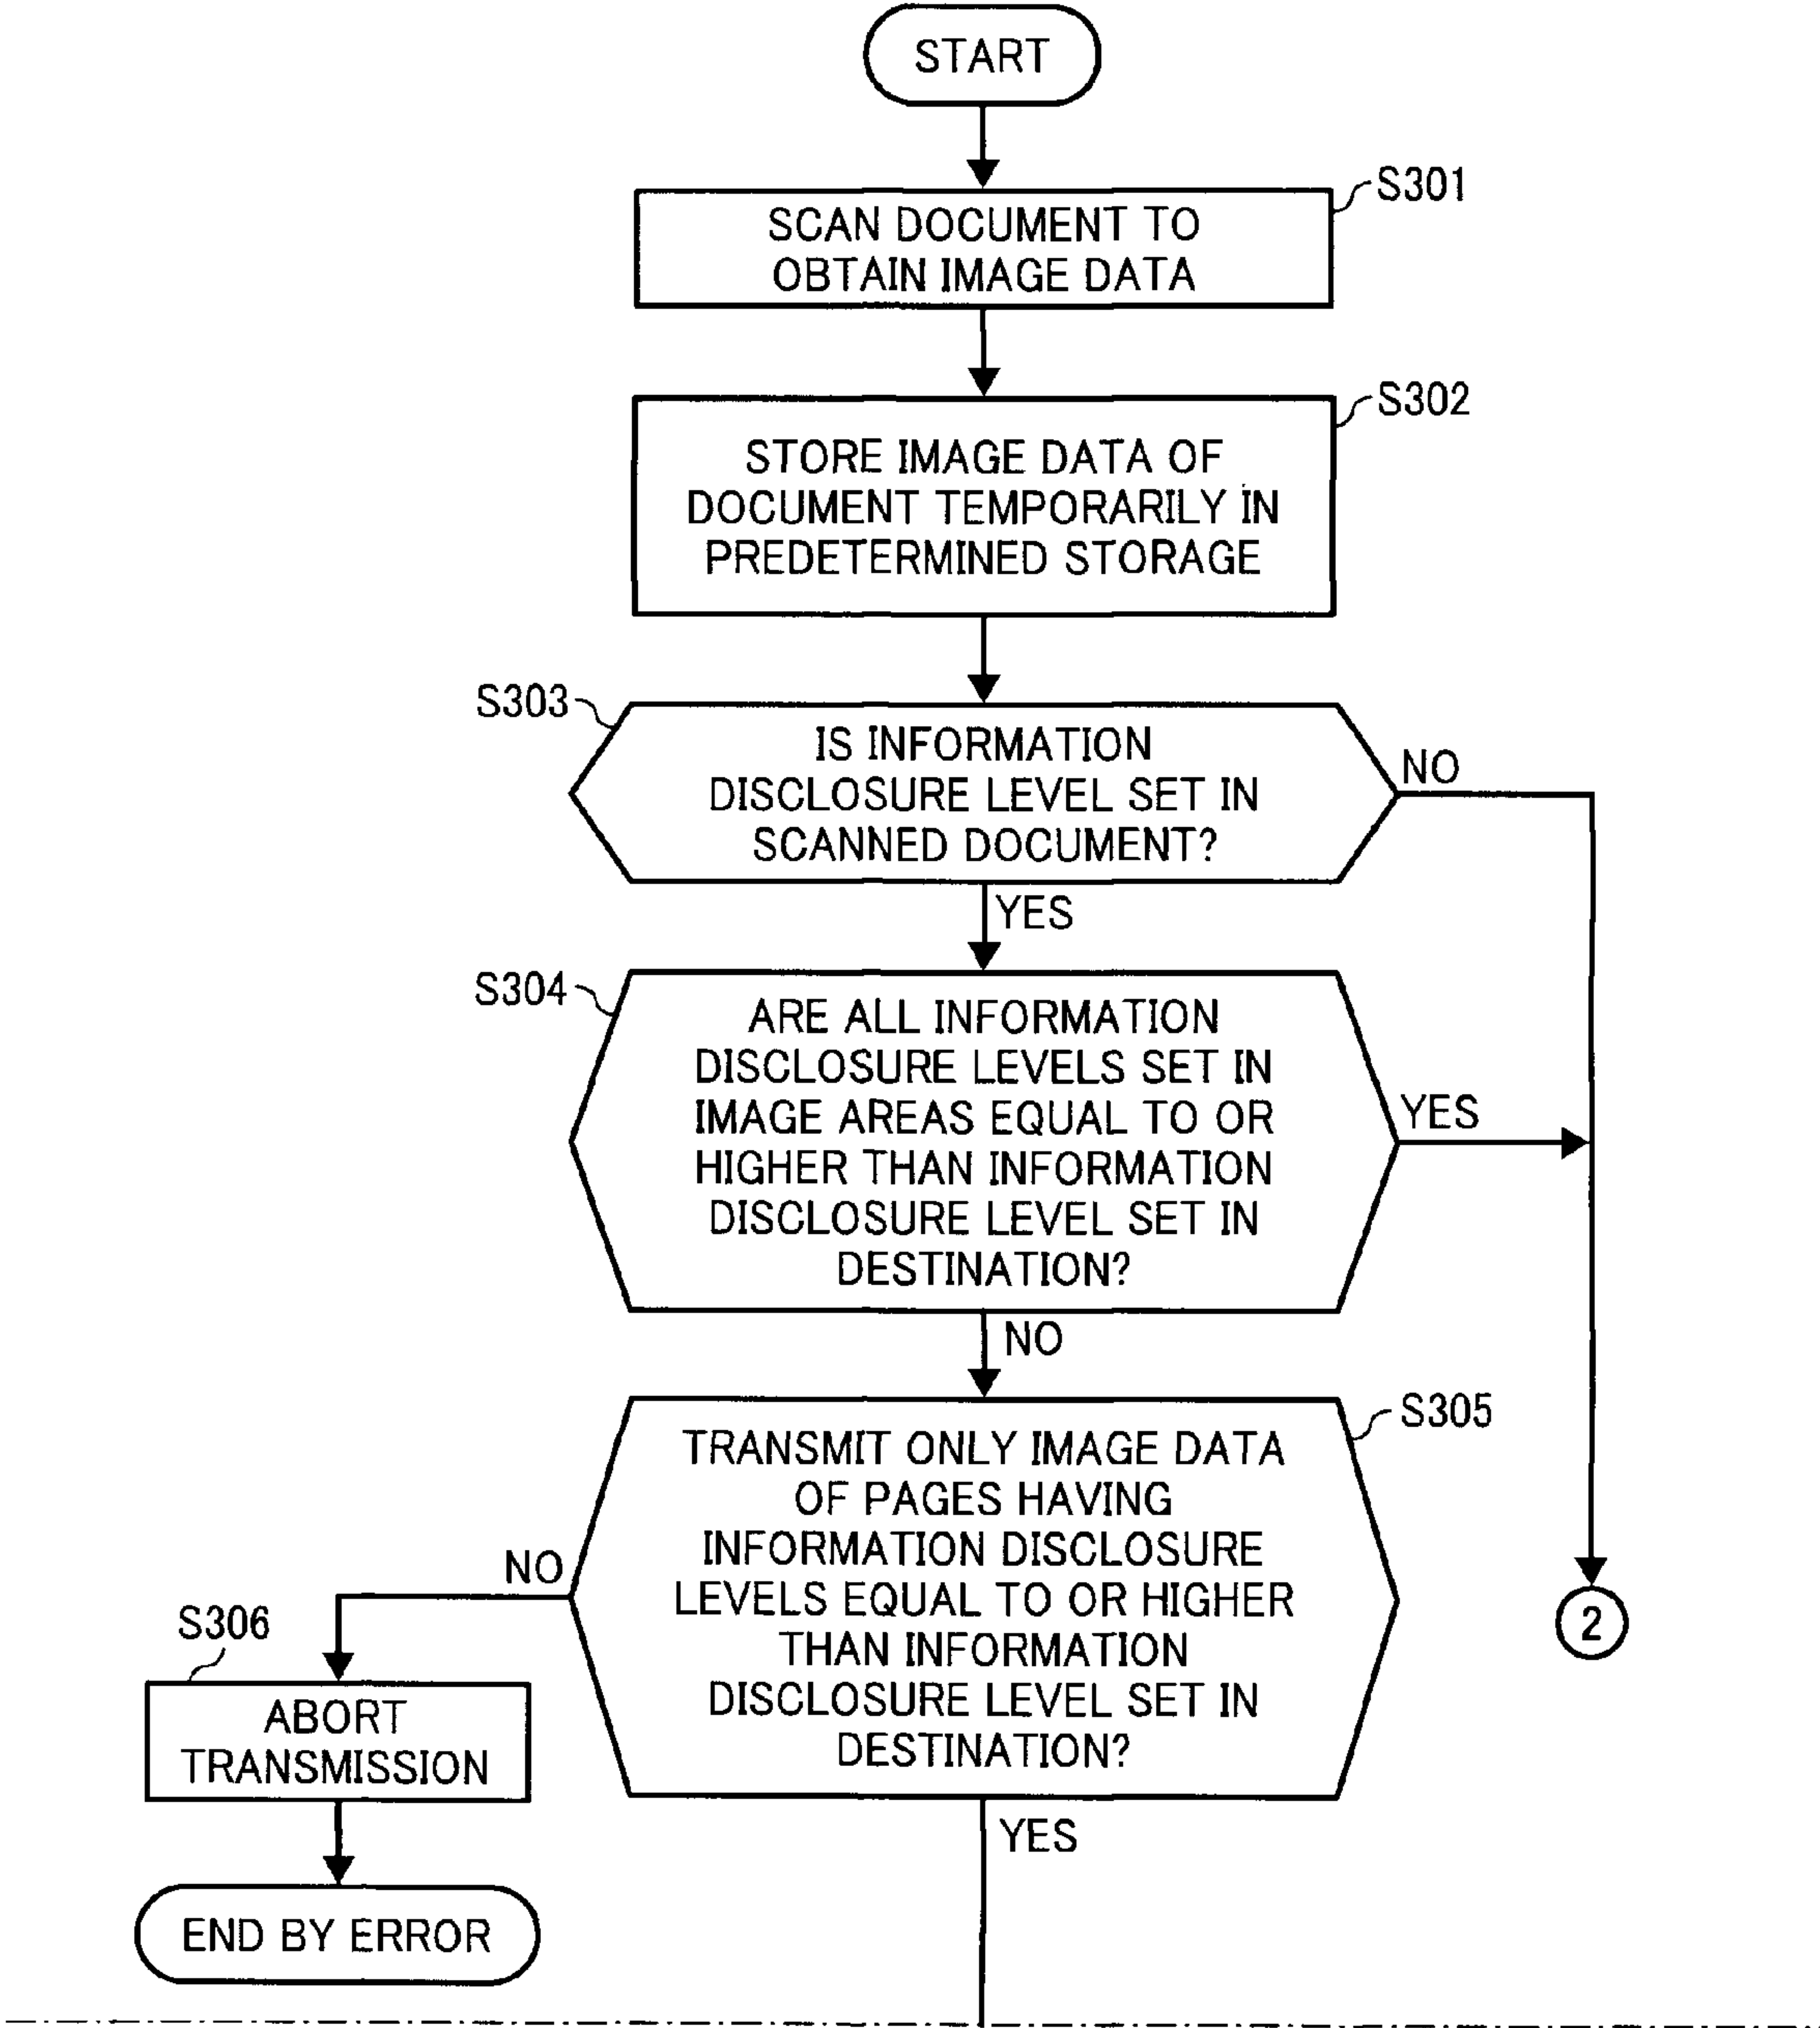 START
S301
SCAN DOCUMENT TO
OBTAIN IMAGE DATA
S302
STORE IMAGE DATA OF
DOCUMENT TEMPORARILY IN
PREDETERMINED STORAGE
S303
IS INFORMATION
DISCLOSURE LEVEL SET IN
SCANNED DOCUMENT?
NO
YES
S304
ARE ALL INFORMATION
DISCLOSURE LEVELS SET IN
IMAGE AREAS EQUAL TO OR
HIGHER THAN INFORMATION
DISCLOSURE LEVEL SET IN
DESTINATION?
YES
NO
S305
TRANSMIT ONLY IMAGE DATA
OF PAGES HAVING
INFORMATION DISCLOSURE
LEVELS EQUAL TO OR HIGHER
THAN INFORMATION
DISCLOSURE LEVEL SET IN
DESTINATION?
NO
2
S306
ABORT
TRANSMISSION
YES
END BY ERROR